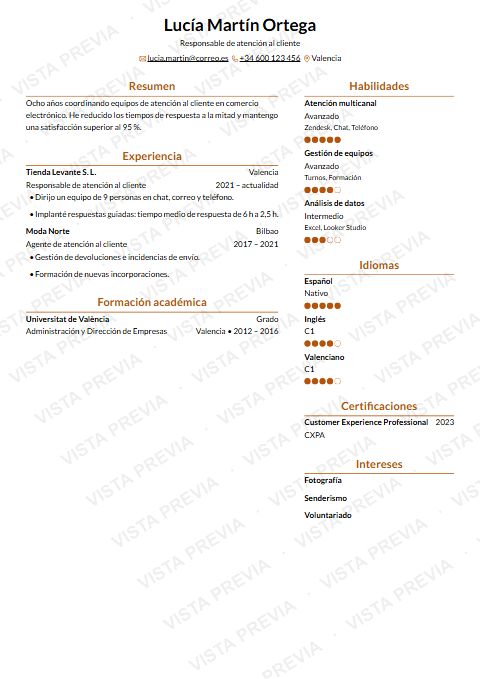 Lucía Martín Ortega
Responsable de atención al cliente
lucia.martin@correo.es +34 600 123 456 Valencia
Resumen
Ocho años coordinando equipos de atención al cliente en comercio
electrónico. He reducido los tiempos de respuesta a la mitad y mantengo
una satisfacción superior al 95 %.
Experiencia
Tienda Levante S. L. Valencia
Responsable de atención al cliente 2021 – actualidad
• Dirijo un equipo de 9 personas en chat, correo y teléfono.
• Implanté respuestas guiadas: tiempo medio de respuesta de 6 h a 2,5 h.
Moda Norte Bilbao
Agente de atención al cliente 2017 – 2021
• Gestión de devoluciones e incidencias de envío.
• Formación de nuevas incorporaciones.
Formación académica
Universitat de València Grado
Administración y Dirección de Empresas Valencia • 2012 – 2016
Habilidades
Atención multicanal
Avanzado
Zendesk, Chat, Teléfono
Gestión de equipos
Avanzado
Turnos, Formación
Análisis de datos
Intermedio
Excel, Looker Studio
Idiomas
Español
Nativo
Inglés
C1
Valenciano
C1
Certificaciones
Customer Experience Professional 2023
CXPA
Intereses
Fotografía
Senderismo
Voluntariado
VISTA PREVIA